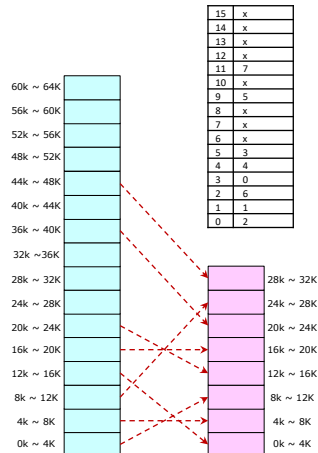 15 x
14 x
13 x
12 x
11 7
10 x
9 5
8 x
7 x
6 x
5 3
4 4
3 0
2 6
1 1
0 2
60k ~ 64K
56k ~ 60K
52k ~ 56K
48k ~ 52K
44k ~ 48K
40k ~ 44K
36k ~ 40K
32k ~36K
28k ~ 32K
24k ~ 28K
20k ~ 24K
16k ~ 20K
12k ~ 16K
8k ~ 12K
4k ~ 8K
0k ~ 4K
28k ~ 32K
24k ~ 28K
20k ~ 24K
16k ~ 20K
12k ~ 16K
8k ~ 12K
4k ~ 8K
0k ~ 4K